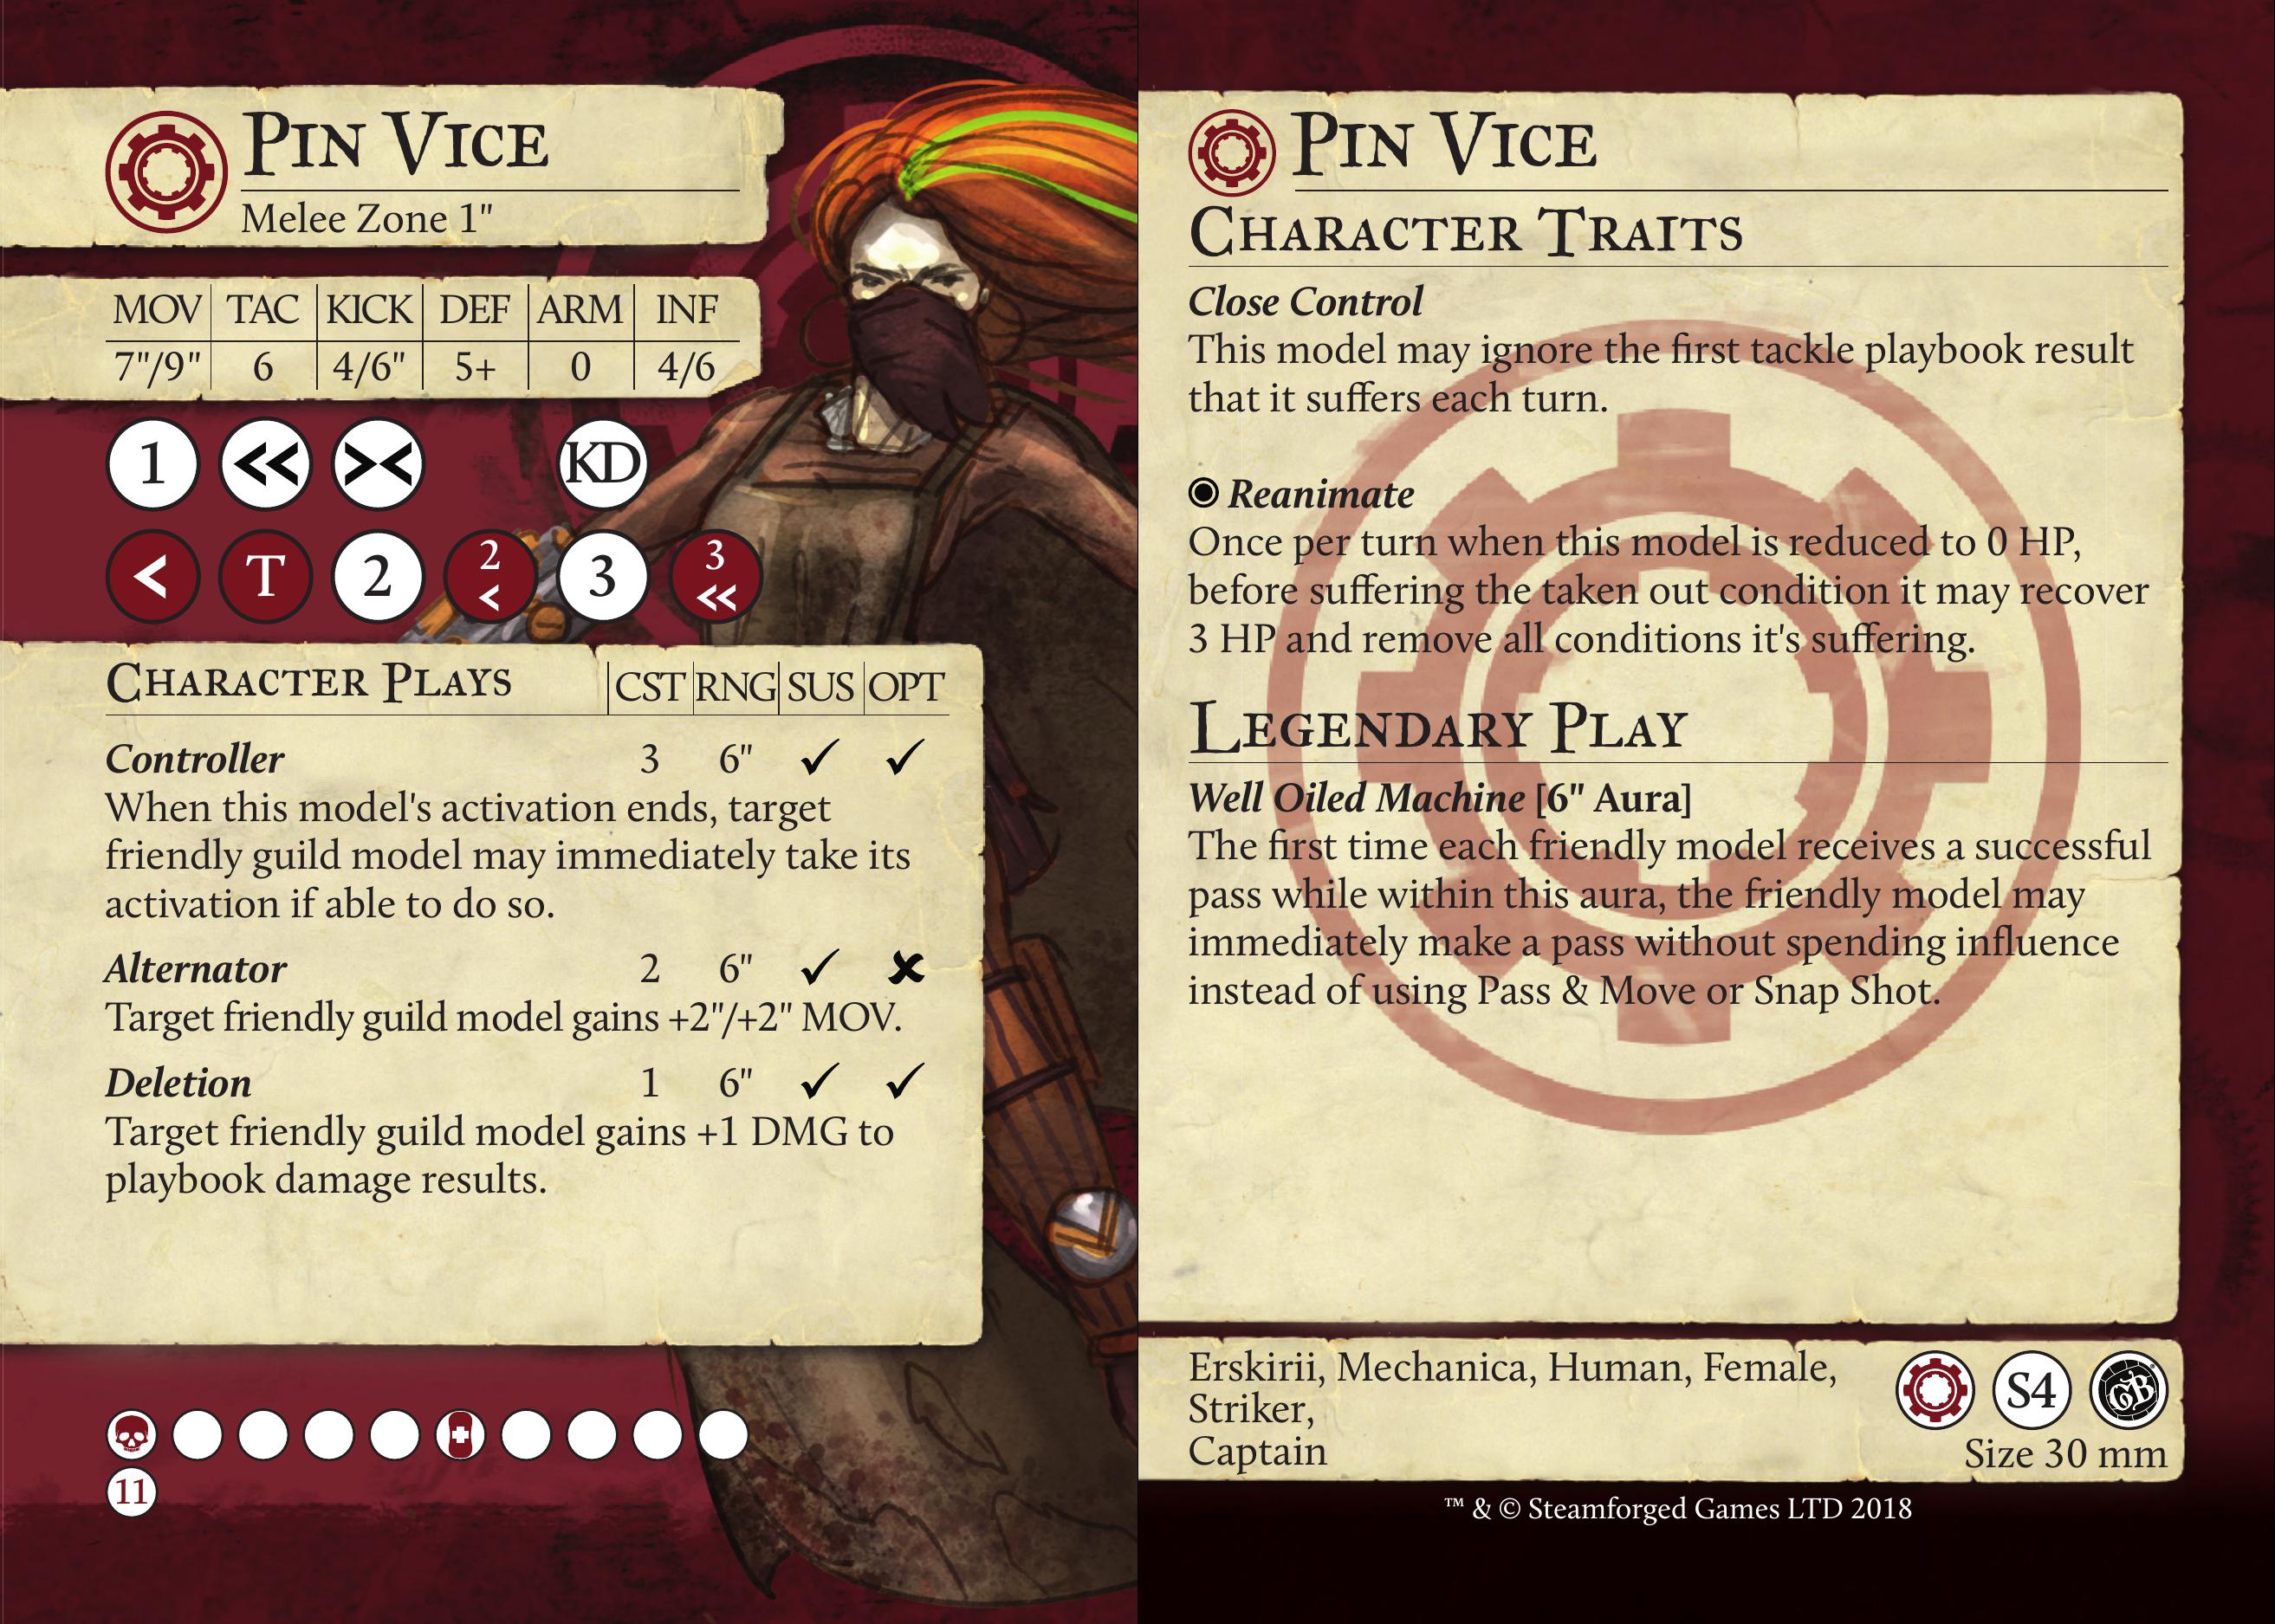 Pin Vice
Melee Zone 1"
MOV TAC KICK DEF ARM INF
7"/9" 6 4/6" 5+ 0 4/6
1 << >< KD
< T 2 2 < 3 3 <<
Character Plays CST RNG SUS OPT
Controller 3 6" ✓ ✓
When this model's activation ends, target
friendly guild model may immediately take its
activation if able to do so.
Alternator 2 6" ✓ ✘
Target friendly guild model gains +2"/+2" MOV.
Deletion 1 6" ✓ ✓
Target friendly guild model gains +1 DMG to
playbook damage results.
11
Pin Vice
Character Traits
Close Control
This model may ignore the first tackle playbook result
that it suffers each turn.
Reanimate
Once per turn when this model is reduced to 0 HP,
before suffering the taken out condition it may recover
3 HP and remove all conditions it's suffering.
Legendary Play
Well Oiled Machine [6" Aura]
The first time each friendly model receives a successful
pass while within this aura, the friendly model may
immediately make a pass without spending influence
instead of using Pass & Move or Snap Shot.
Erskirii, Mechanica, Human, Female,
Striker,
Captain
S4
GB
Size 30 mm
™ & © Steamforged Games LTD 2018